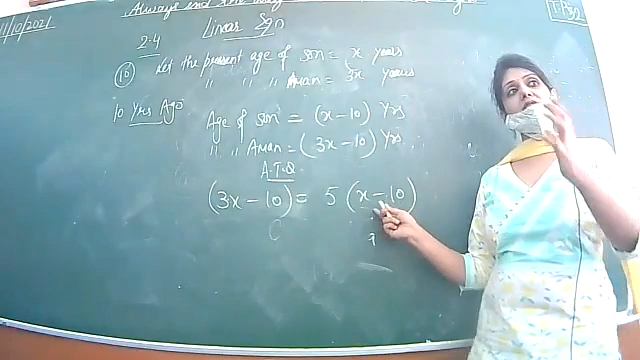 Always and
11/10/2021
Linear Eqn
2.4
(10) Let the present age of son = x years
" " " " Aman = 3x years
10 Yrs Ago
Age of son = (x-10) Yrs
" " Aman = (3x-10) Yrs
A.T.Q
(3x-10) = 5(x-10)